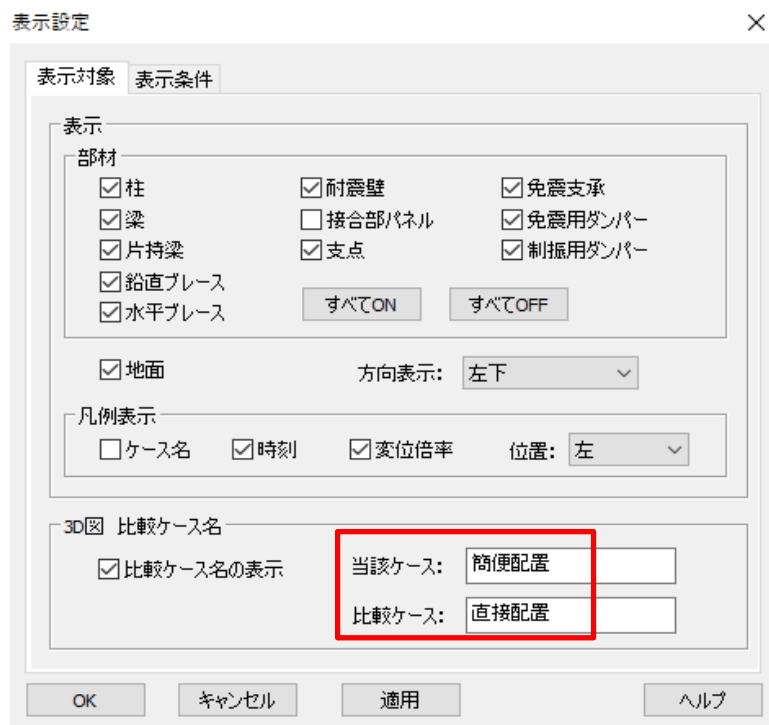 表示設定
表示対象 表示条件
表示
部材
柱 耐震壁 免震支承
梁 接合部パネル 免震用ダンパー
片持梁 支点 制振用ダンパー
鉛直ブレース
水平ブレース すべてON すべてOFF
地面 方向表示: 左下
凡例表示
ケース名 時刻 変位倍率 位置: 左
3D図 比較ケース名
比較ケース名の表示 当該ケース: 簡便配置
比較ケース: 直接配置
OK キャンセル 適用 ヘルプ